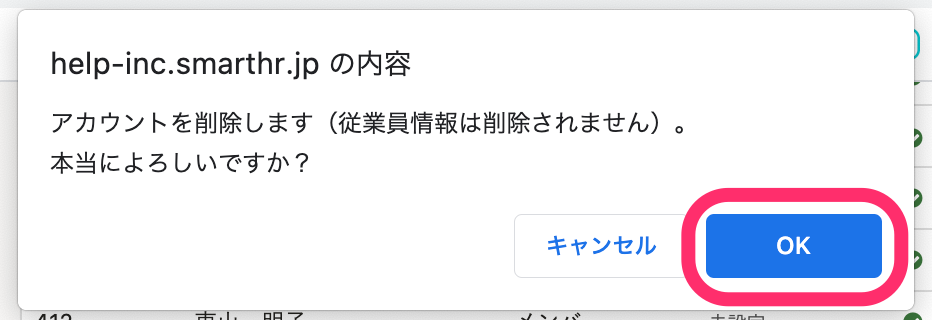 help-inc.smarthr.jp の内容
アカウントを削除します（従業員情報は削除されません）。
本当によろしいですか？
キャンセル
OK